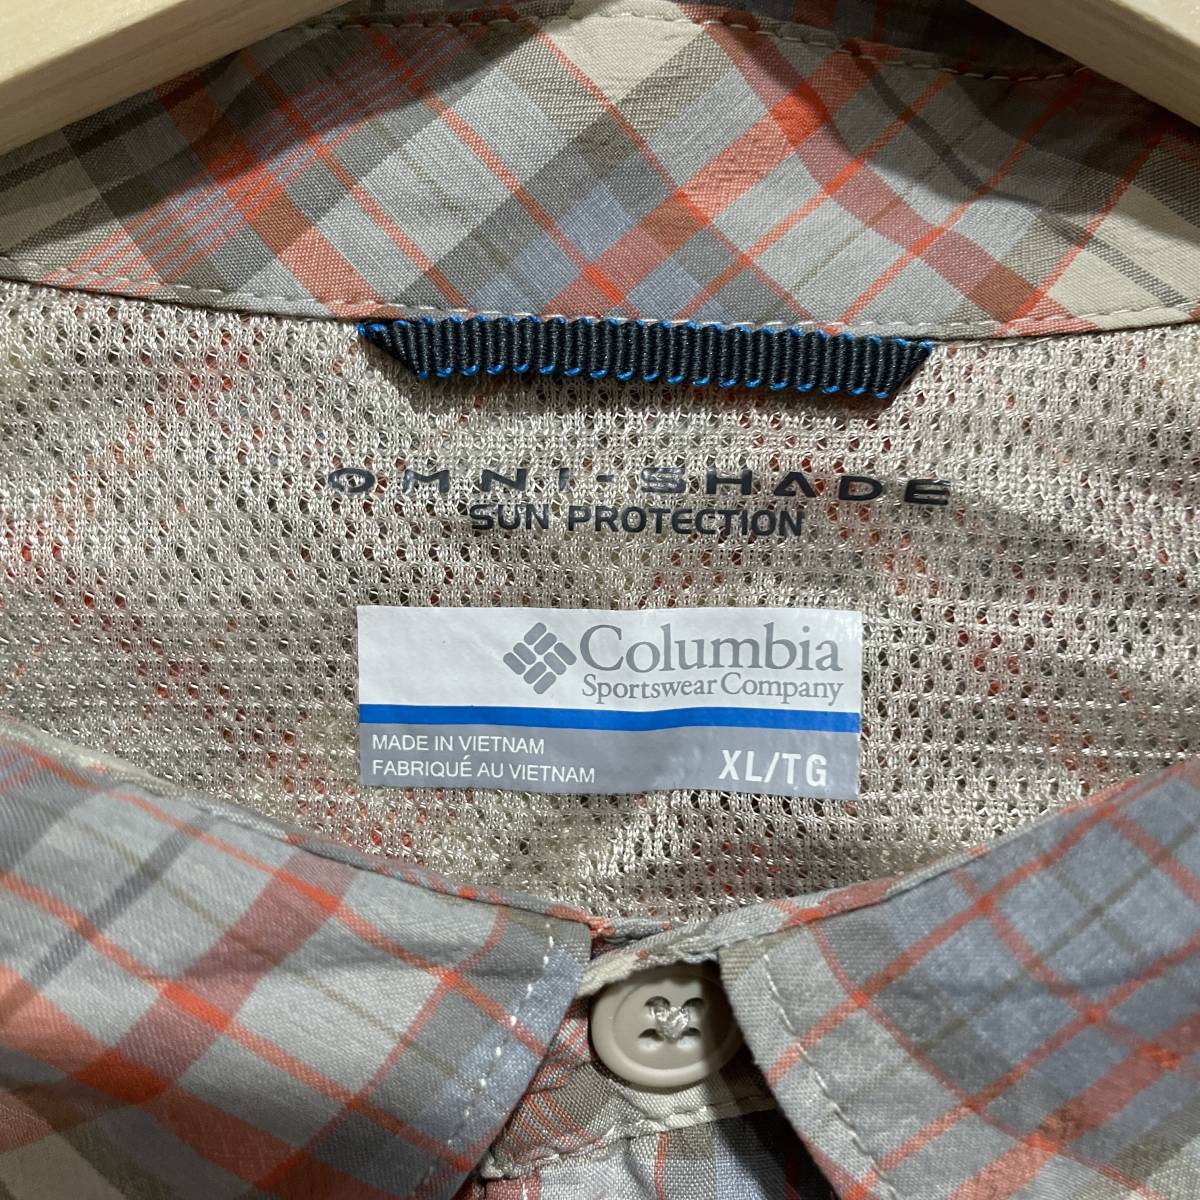 OMNI-SHADE
SUN PROTECTION
Columbia
Sportswear Company
MADE IN VIETNAM
FABRIQUÉ AU VIETNAM
XL/TG